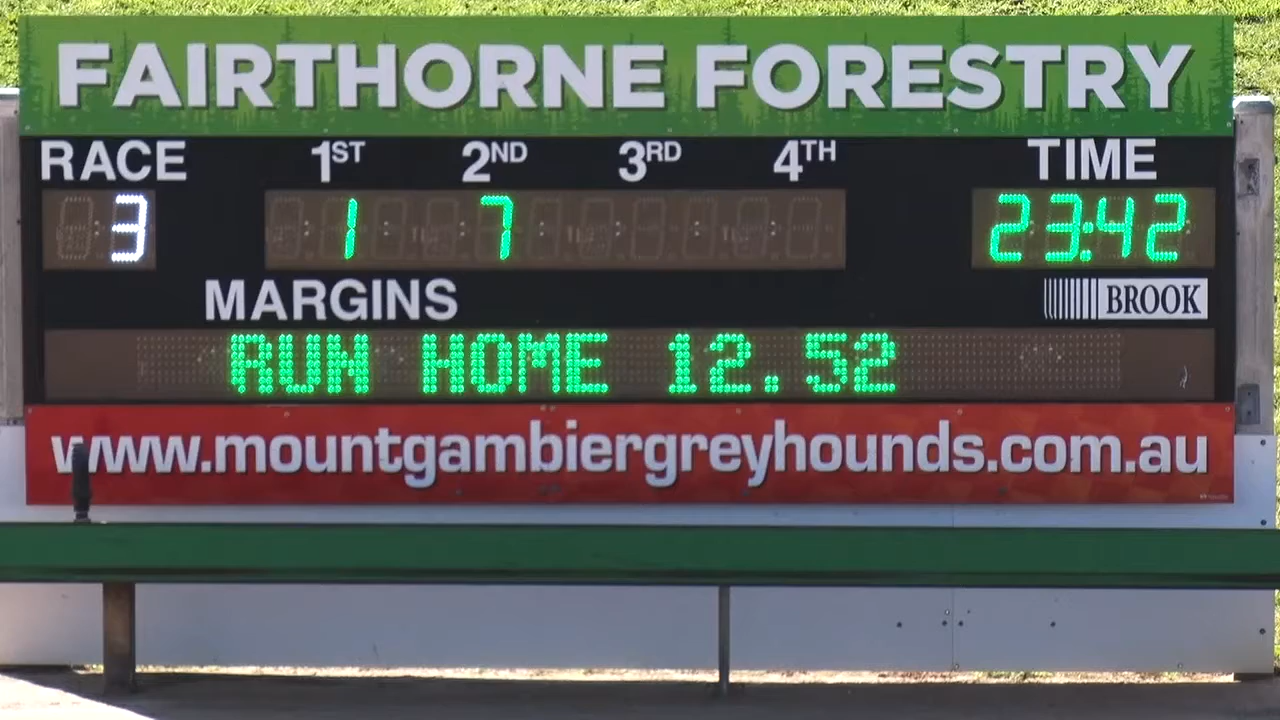 FAIRTHORNE FORESTRY
RACE 1ST 2ND 3RD 4TH TIME
3 1 7 23:42
MARGINS BROOK
RUN HOME 12.52
www.mountgambiergreyhounds.com.au